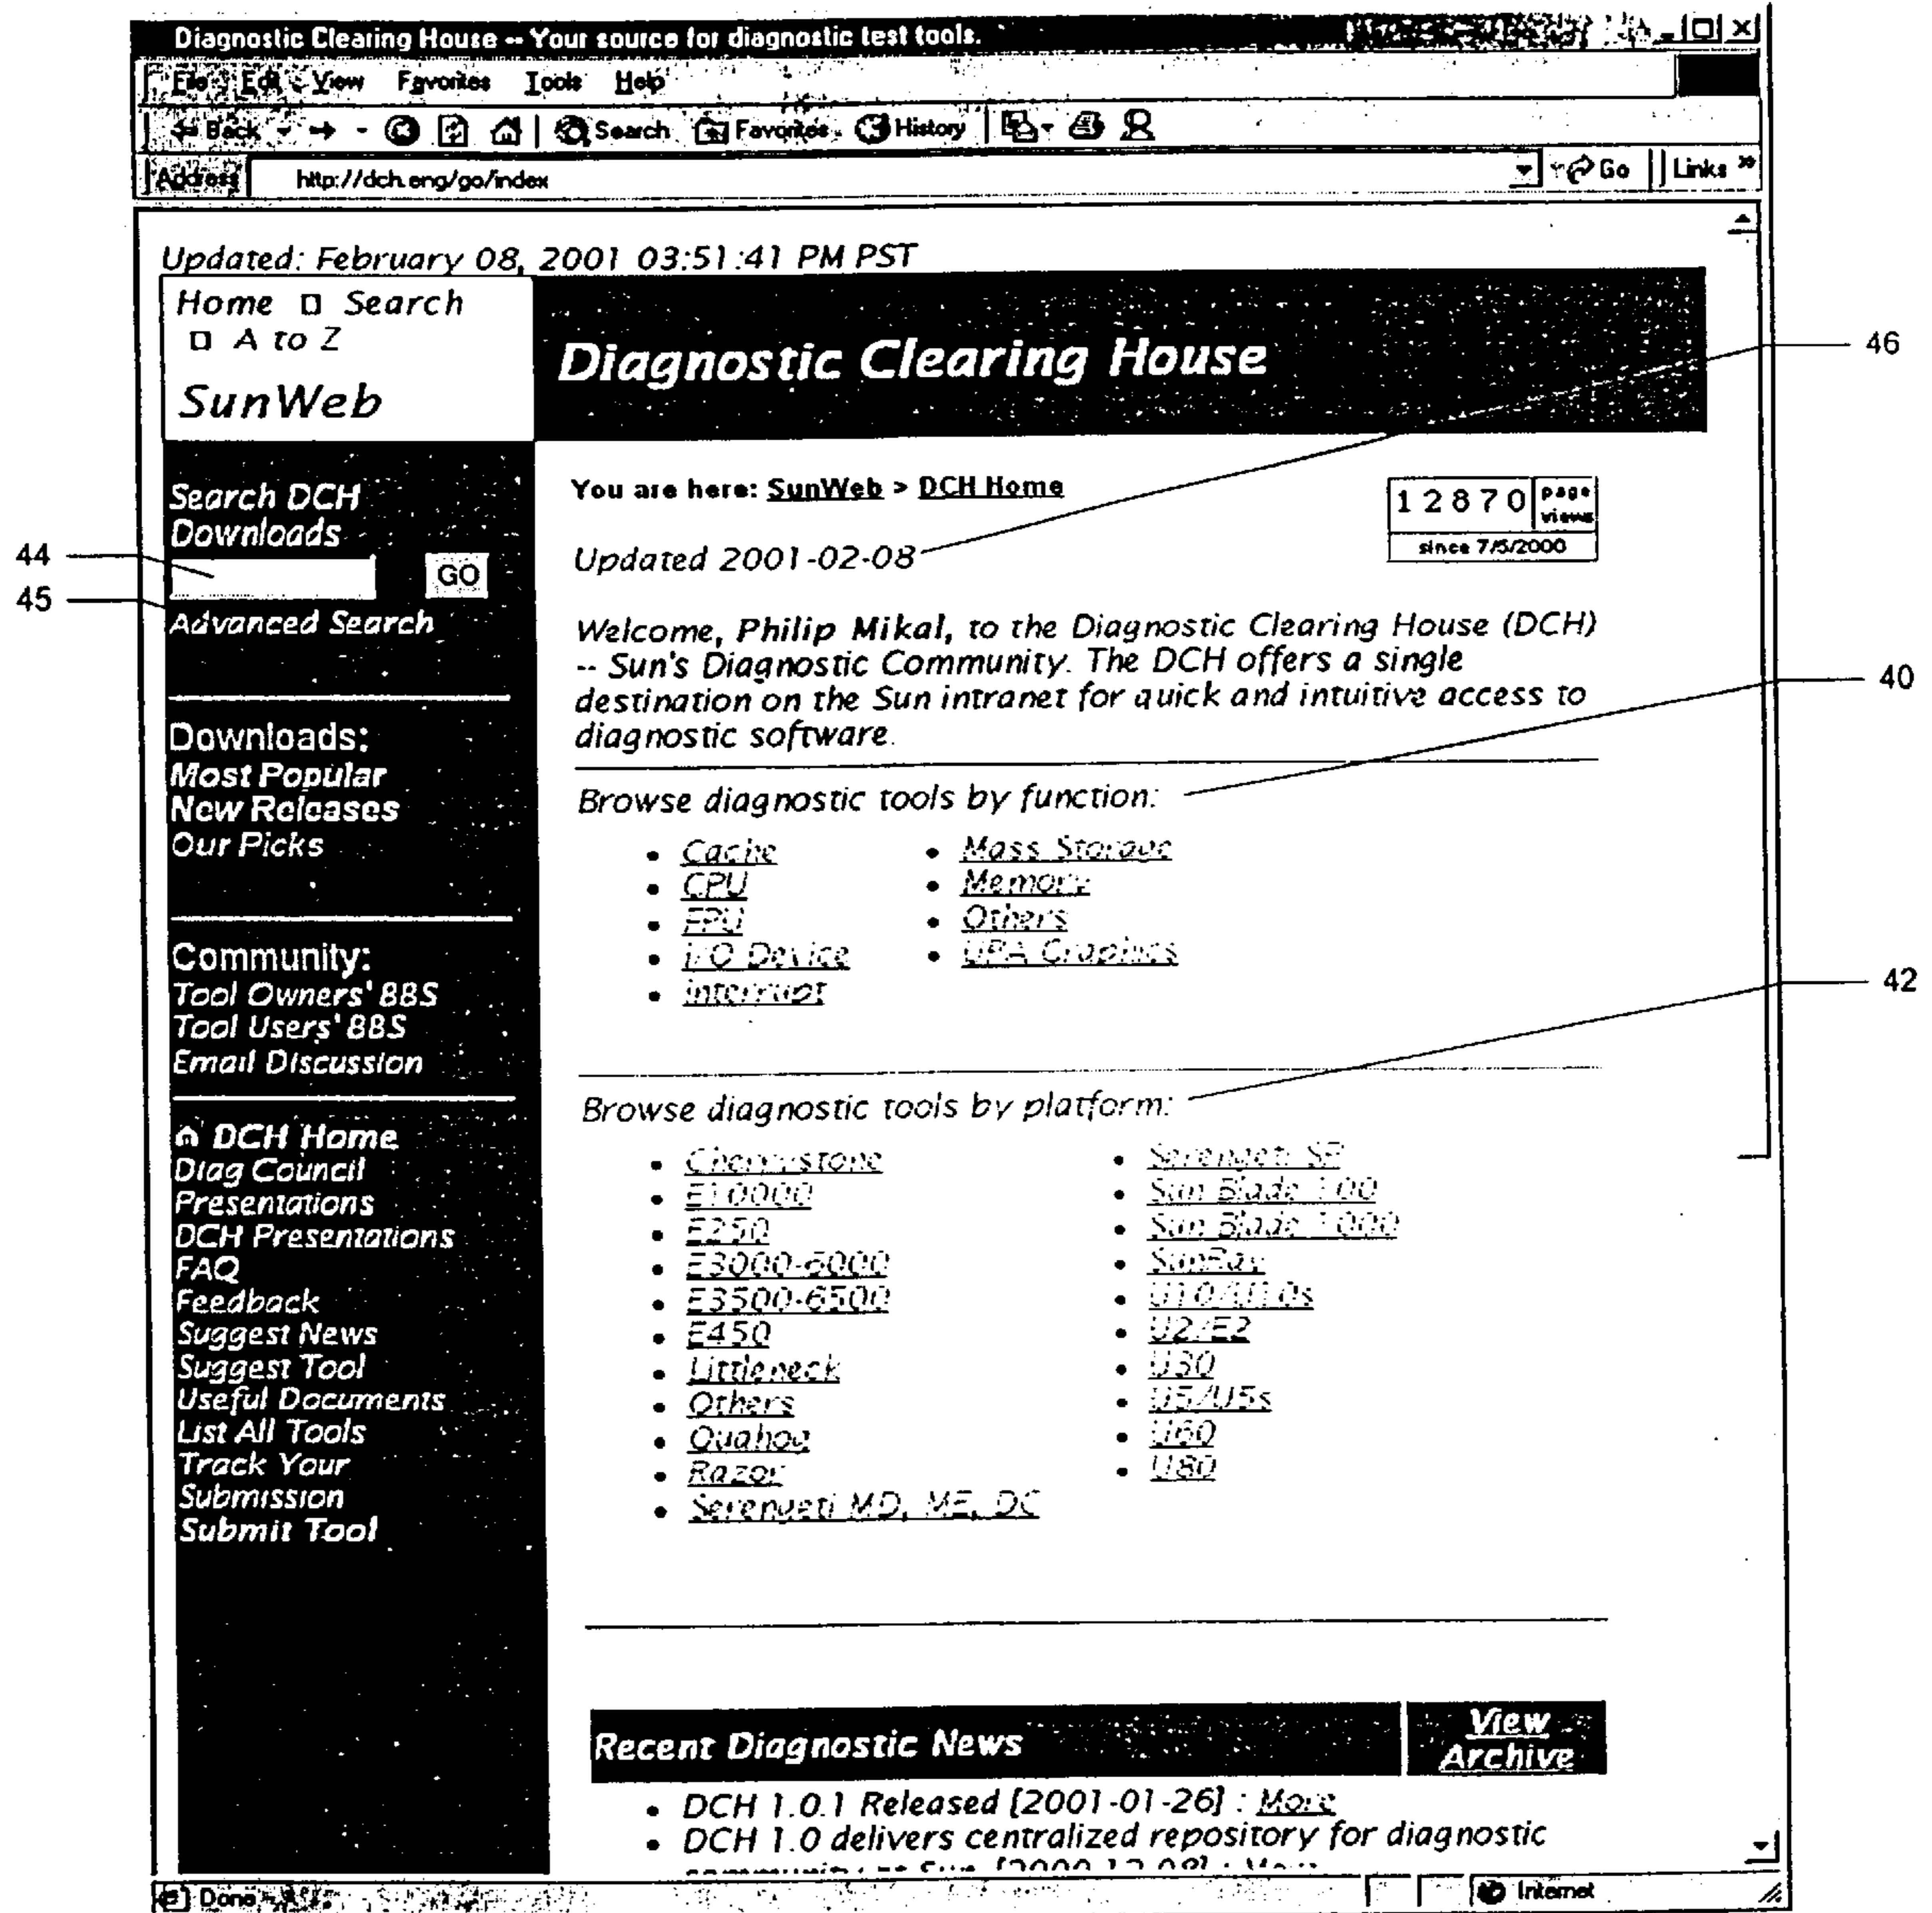 Diagnostic Clearing House -- Your source for diagnostic test tools.
File Edit View Favorites Tools Help
Back Search Favorites History
Address http://dch.eng/go/index Go Links »
Updated: February 08, 2001 03:51:41 PM PST
Home Search
A to Z
SunWeb
Diagnostic Clearing House
46
Search DCH
Downloads
44
GO
45
Advanced Search
Downloads:
Most Popular
New Releases
Our Picks
Community:
Tool Owners' BBS
Tool Users' BBS
Email Discussion
DCH Home
Diag Council
Presentations
DCH Presentations
FAQ
Feedback
Suggest News
Suggest Tool
Useful Documents
List All Tools
Track Your
Submission
Submit Tool
You are here: SunWeb > DCH Home
12870 page views
since 7/5/2000
Updated 2001-02-08
Welcome, Philip Mikal, to the Diagnostic Clearing House (DCH)
-- Sun's Diagnostic Community. The DCH offers a single
destination on the Sun intranet for quick and intuitive access to
diagnostic software.
40
Browse diagnostic tools by function:
• Cache
• CPU
• FPU
• I/O Device
• Interrupt
• Mass Storage
• Memory
• Others
• UPA Graphics
42
Browse diagnostic tools by platform:
• Cherrystone
• E10000
• E250
• E3000-6000
• E3500-6500
• E450
• Littleneck
• Others
• Quahog
• Razor
• Serengeti MD, ME, DC
• Serengeti SP
• Sun Blade 100
• Sun Blade 1000
• SunRay
• U10/U10s
• U2/E2
• U30
• U5/U5s
• U60
• U80
Recent Diagnostic News
View
Archive
• DCH 1.0.1 Released [2001-01-26] : More
• DCH 1.0 delivers centralized repository for diagnostic
Done Internet